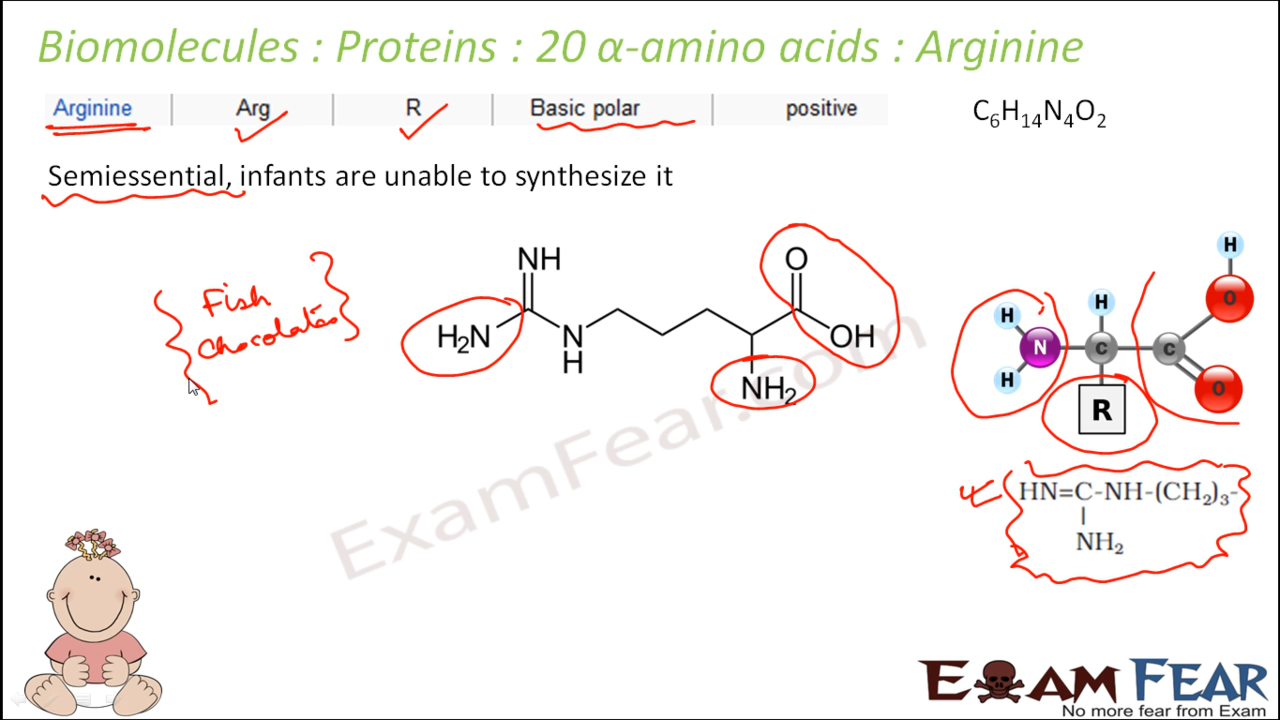 Biomolecules : Proteins : 20 α-amino acids : Arginine
Arginine | Arg | R | Basic polar | positive
C₆H₁₄N₄O₂
Semiessential, infants are unable to synthesize it
Fish
Chocolates
NH
H₂N
N
H
O
OH
NH₂
H
O
H
H
N
C
C
H
O
R
HN=C-NH-(CH₂)₃-
|
NH₂
ExamFear.com
EXAM FEAR
No more fear from Exam